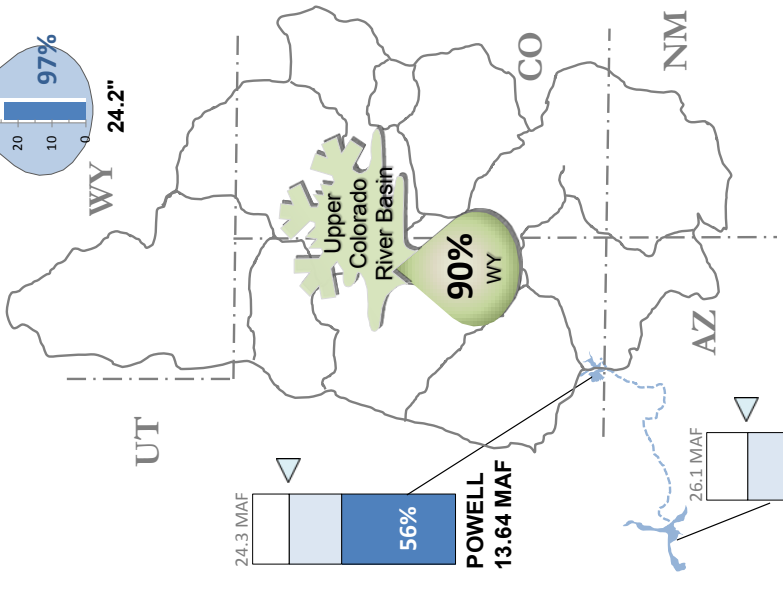 97%
20
10
0
24.2"
WY
CO
NM
UT
AZ
Upper
Colorado
River Basin
90%
WY
24.3 MAF
56%
POWELL
13.64 MAF
26.1 MAF